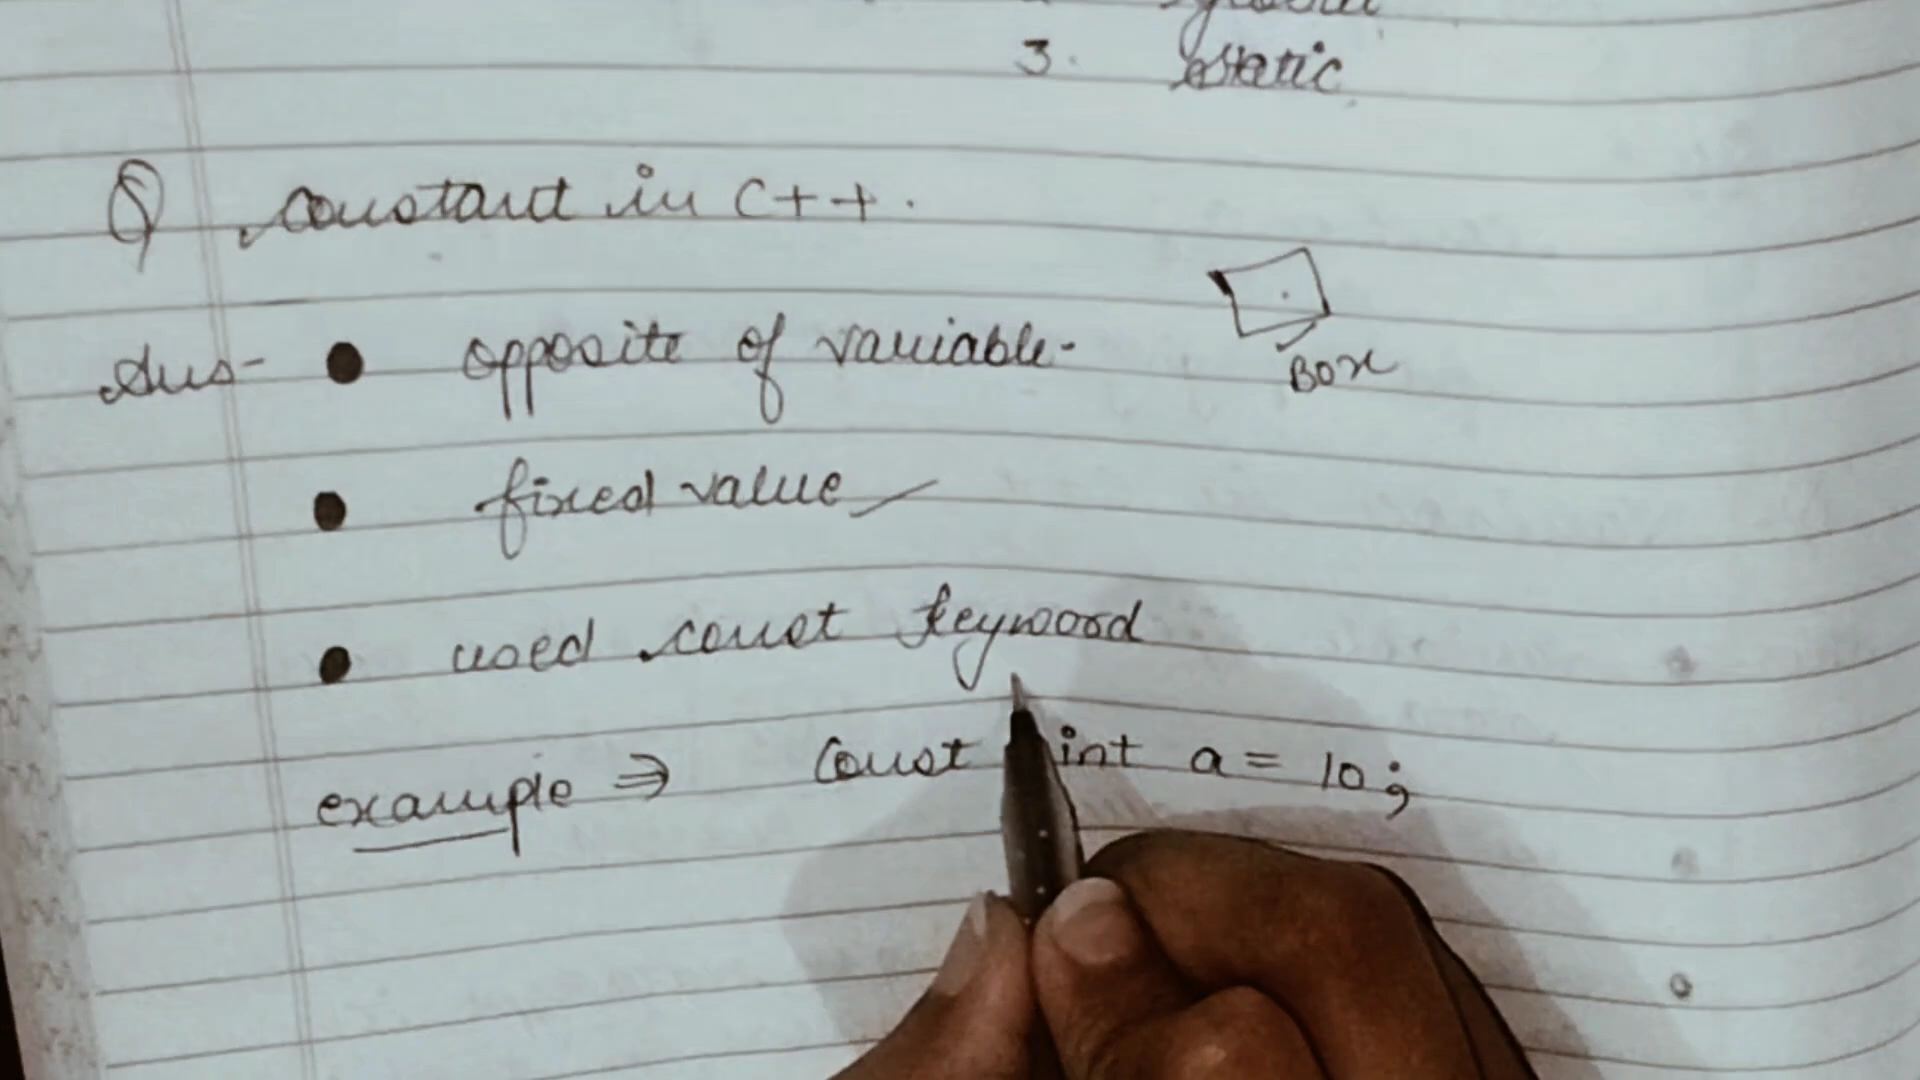 3. static
Q constant in C++.
Ans- • opposite of variable-
Box
• fixed value
• used const keyword
example ⇒ Const int a = 10;